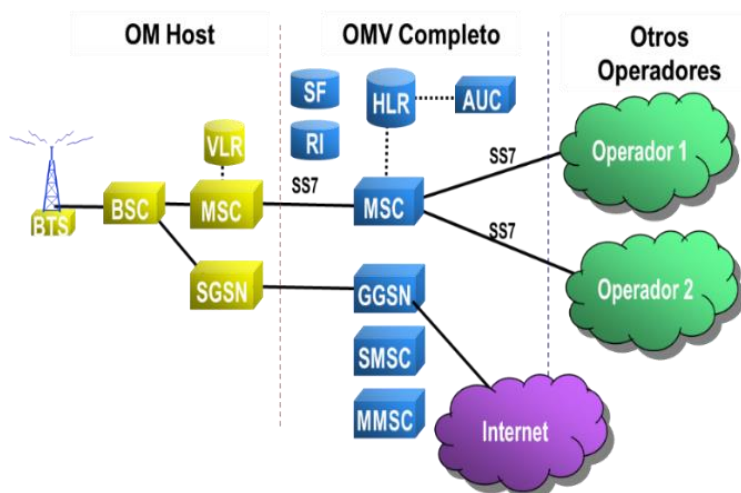 OM Host
OMV Completo
Otros
Operadores
SF
HLR
AUC
RI
VLR
SS7
SS7
Operador 1
BTS
BSC
MSC
MSC
SS7
Operador 2
SGSN
GGSN
SMSC
MMSC
Internet